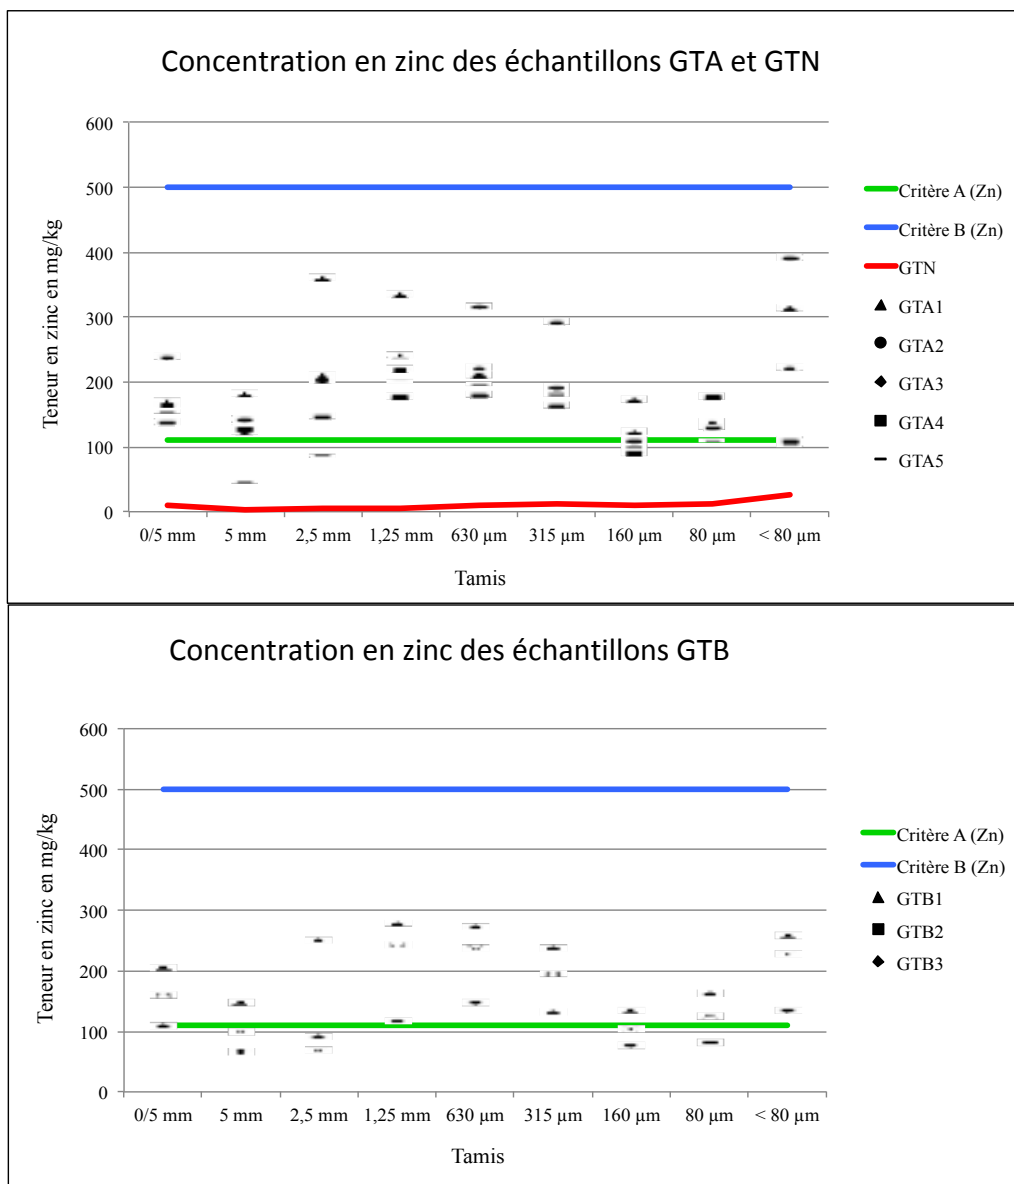 Concentration en zinc des échantillons GTA et GTN
600
500
400
300
200
100
0
Teneur en zinc en mg/kg
0/5 mm 5 mm 2,5 mm 1,25 mm 630 µm 315 µm 160 µm 80 µm < 80 µm
Tamis
Critère A (Zn)
Critère B (Zn)
GTN
GTA1
GTA2
GTA3
GTA4
GTA5
Concentration en zinc des échantillons GTB
600
500
400
300
200
100
0
Teneur en zinc en mg/kg
0/5 mm 5 mm 2,5 mm 1,25 mm 630 µm 315 µm 160 µm 80 µm < 80 µm
Tamis
Critère A (Zn)
Critère B (Zn)
GTB1
GTB2
GTB3